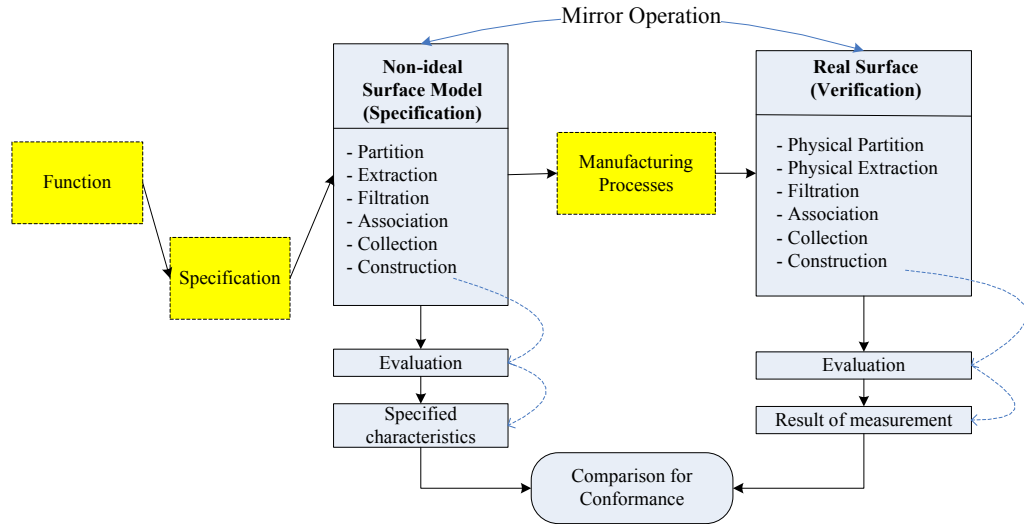 Mirror Operation
Non-ideal
Surface Model
(Specification)
- Partition
- Extraction
- Filtration
- Association
- Collection
- Construction
Real Surface
(Verification)
- Physical Partition
- Physical Extraction
- Filtration
- Association
- Collection
- Construction
Function
Specification
Manufacturing
Processes
Evaluation
Specified
characteristics
Evaluation
Result of measurement
Comparison for
Conformance